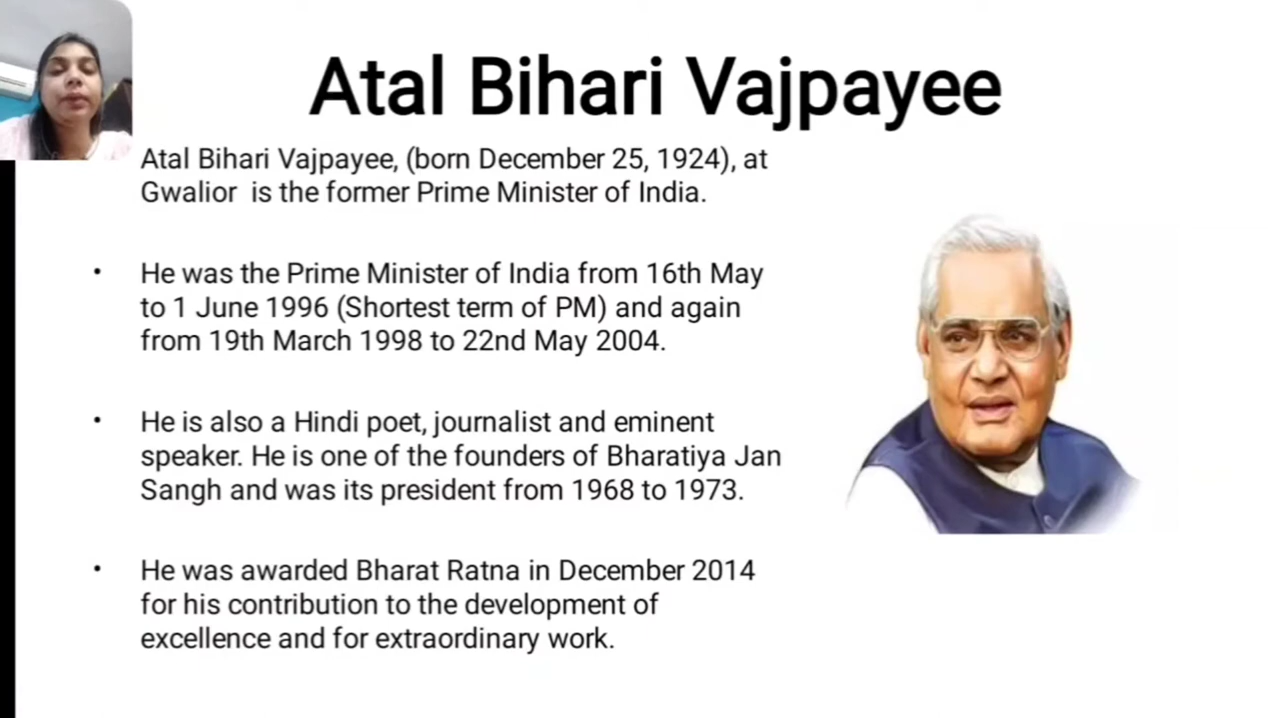 Atal Bihari Vajpayee
Atal Bihari Vajpayee, (born December 25, 1924), at
Gwalior is the former Prime Minister of India.
• He was the Prime Minister of India from 16th May
to 1 June 1996 (Shortest term of PM) and again
from 19th March 1998 to 22nd May 2004.
• He is also a Hindi poet, journalist and eminent
speaker. He is one of the founders of Bharatiya Jan
Sangh and was its president from 1968 to 1973.
• He was awarded Bharat Ratna in December 2014
for his contribution to the development of
excellence and for extraordinary work.